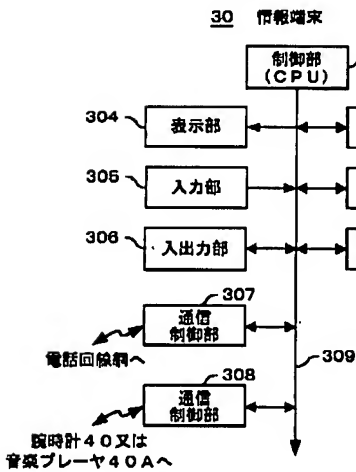 30 情報端末
制御部
(CPU)
304
表示部
305
入力部
306
入出力部
307
通信
制御部
電話回線網へ
309
308
通信
制御部
腕時計40又は
音楽プレーヤ40Aへ